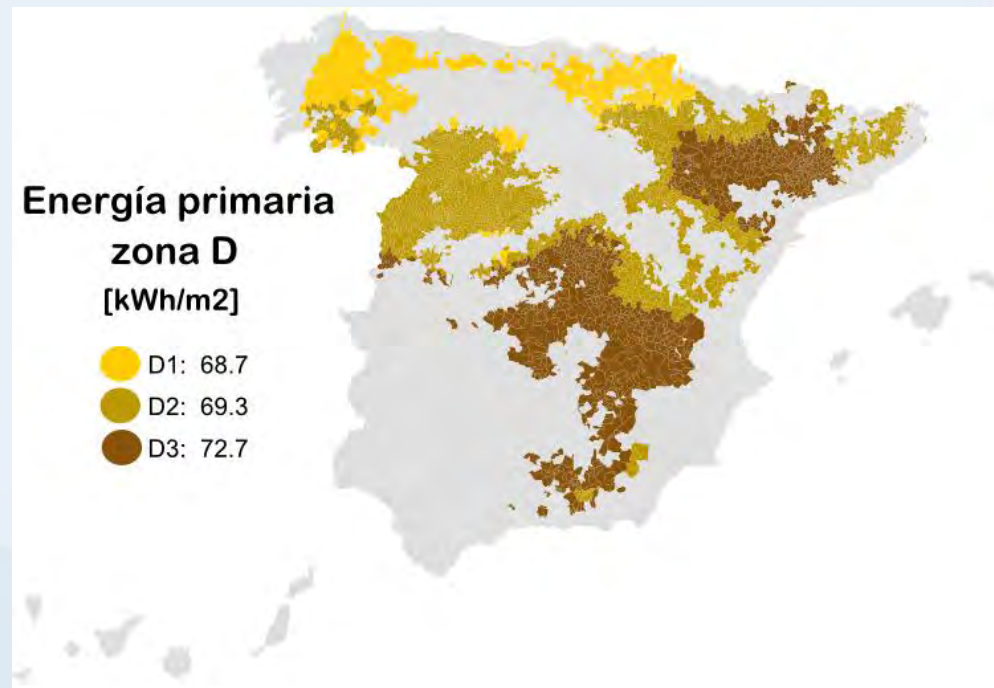 Energía primaria
zona D
[kWh/m2]
D1: 68.7
D2: 69.3
D3: 72.7